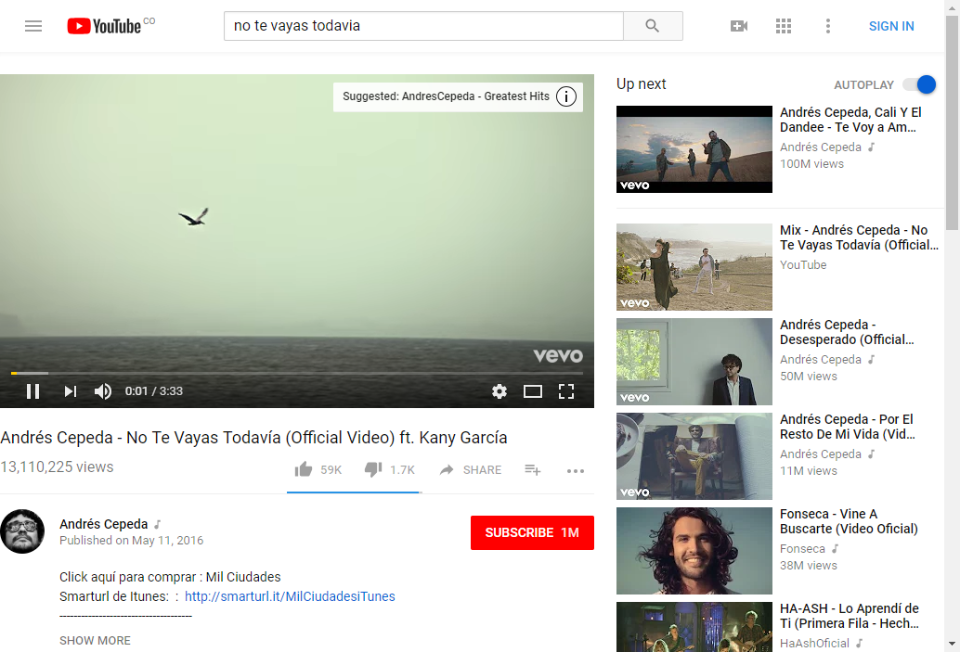 YouTube CO
no te vayas todavia
SIGN IN
Suggested: AndresCepeda - Greatest Hits
vevo
0:01 / 3:33
Andrés Cepeda - No Te Vayas Todavía (Official Video) ft. Kany García
13,110,225 views
59K
1.7K
SHARE
Andrés Cepeda
Published on May 11, 2016
SUBSCRIBE 1M
Click aquí para comprar : Mil Ciudades
Smarturl de Itunes: : http://smarturl.it/MilCiudadesiTunes
-----------------------------------
SHOW MORE
Up next
AUTOPLAY
vevo
Andrés Cepeda, Cali Y El
Dandee - Te Voy a Am...
Andrés Cepeda
100M views
vevo
Mix - Andrés Cepeda - No
Te Vayas Todavía (Official...
YouTube
vevo
Andrés Cepeda -
Desesperado (Official...
Andrés Cepeda
50M views
vevo
Andrés Cepeda - Por El
Resto De Mi Vida (Vid...
Andrés Cepeda
11M views
Fonseca - Vine A
Buscarte (Video Oficial)
Fonseca
38M views
HA-ASH - Lo Aprendí de
Ti (Primera Fila - Hech...
HaAshOficial